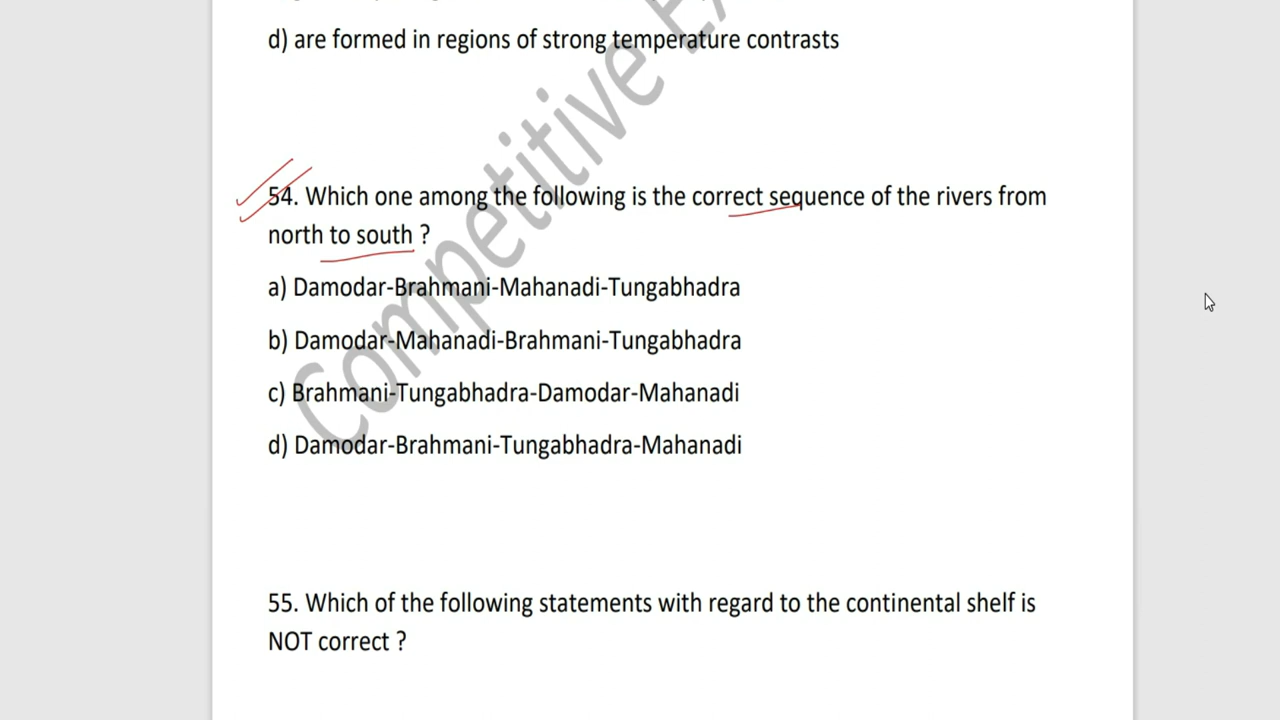 d) are formed in regions of strong temperature contrasts
54. Which one among the following is the correct sequence of the rivers from
north to south ?
a) Damodar-Brahmani-Mahanadi-Tungabhadra
b) Damodar-Mahanadi-Brahmani-Tungabhadra
c) Brahmani-Tungabhadra-Damodar-Mahanadi
d) Damodar-Brahmani-Tungabhadra-Mahanadi
55. Which of the following statements with regard to the continental shelf is
NOT correct ?
Competitive